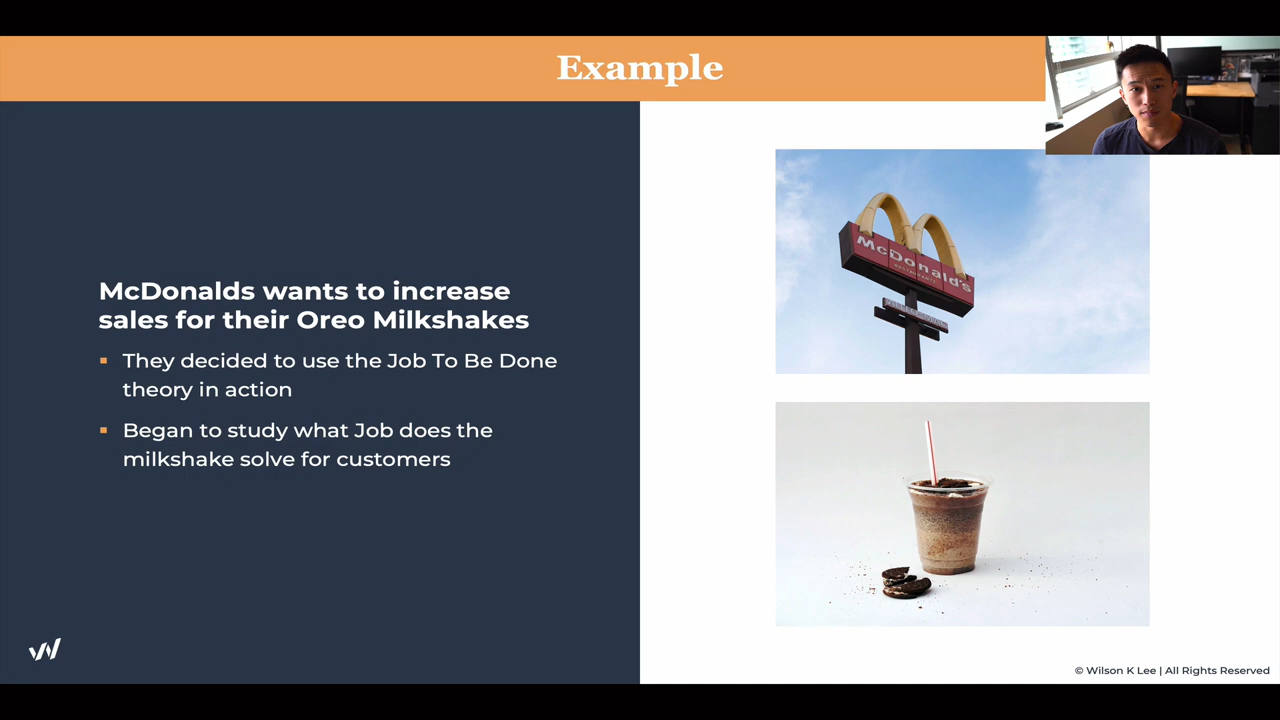 Example
McDonalds wants to increase
sales for their Oreo Milkshakes
They decided to use the Job To Be Done
theory in action
Began to study what Job does the
milkshake solve for customers
McDonald's
© Wilson K Lee | All Rights Reserved